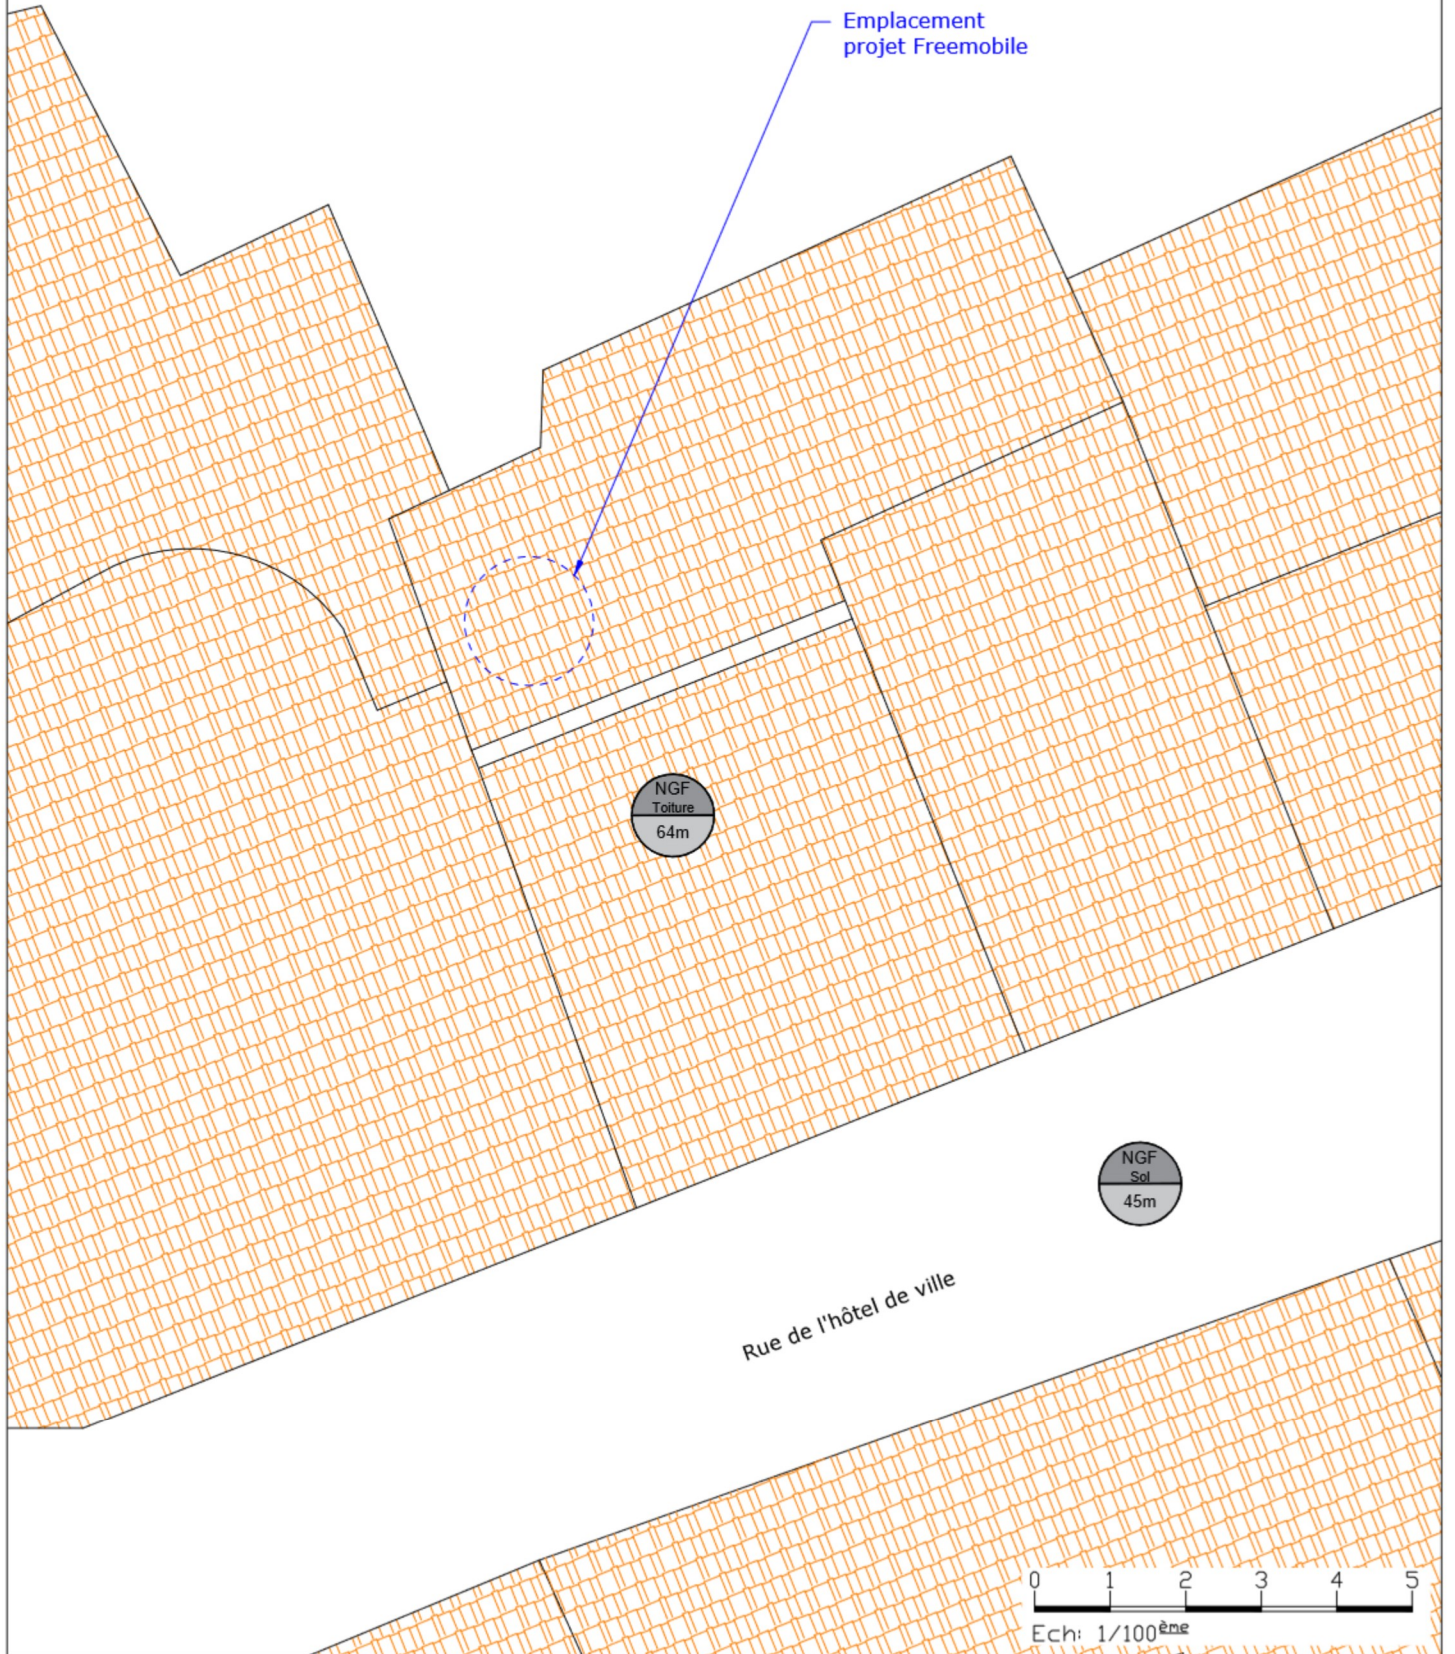 Emplacement
projet Freemobile
NGF
Toiture
64m
NGF
Sol
45m
Rue de l'hôtel de ville
0 1 2 3 4 5
Ech: 1/100ème